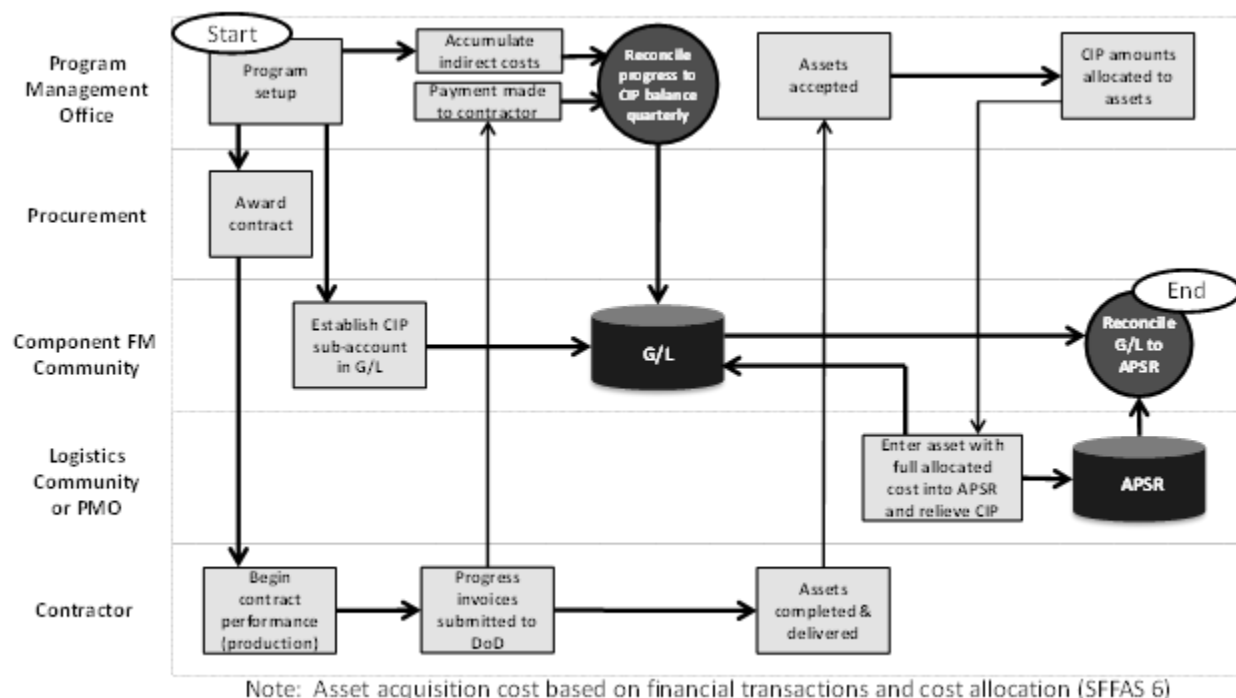 Start
Program
Management
Office
Program
setup
Accumulate
indirect costs
Payment made
to contractor
Reconcile
progress to
CIP balance
quarterly
Assets
accepted
CIP amounts
allocated to
assets
Procurement
Award
contract
Component FM
Community
Establish CIP
sub-account
in G/L
G/L
End
Reconcile
G/L to
APSR
Logistics
Community
or PMO
Enter asset with
full allocated
cost into APSR
and relieve CIP
APSR
Contractor
Begin
contract
performance
(production)
Progress
invoices
submitted to
DoD
Assets
completed &
delivered
Note: Asset acquisition cost based on financial transactions and cost allocation (SFFAS 6)